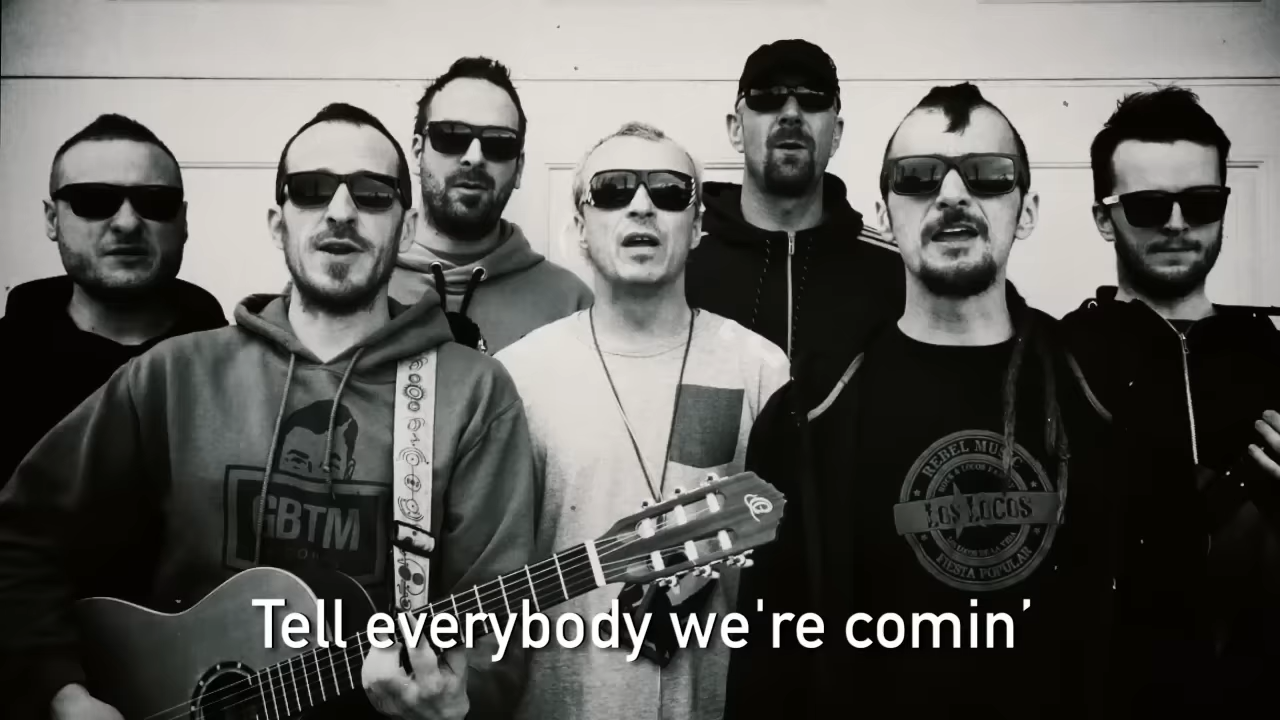 GBTM
REBEL MUSIC
LOS LOCOS
FIESTA POPULAR
Tell everybody we're comin’